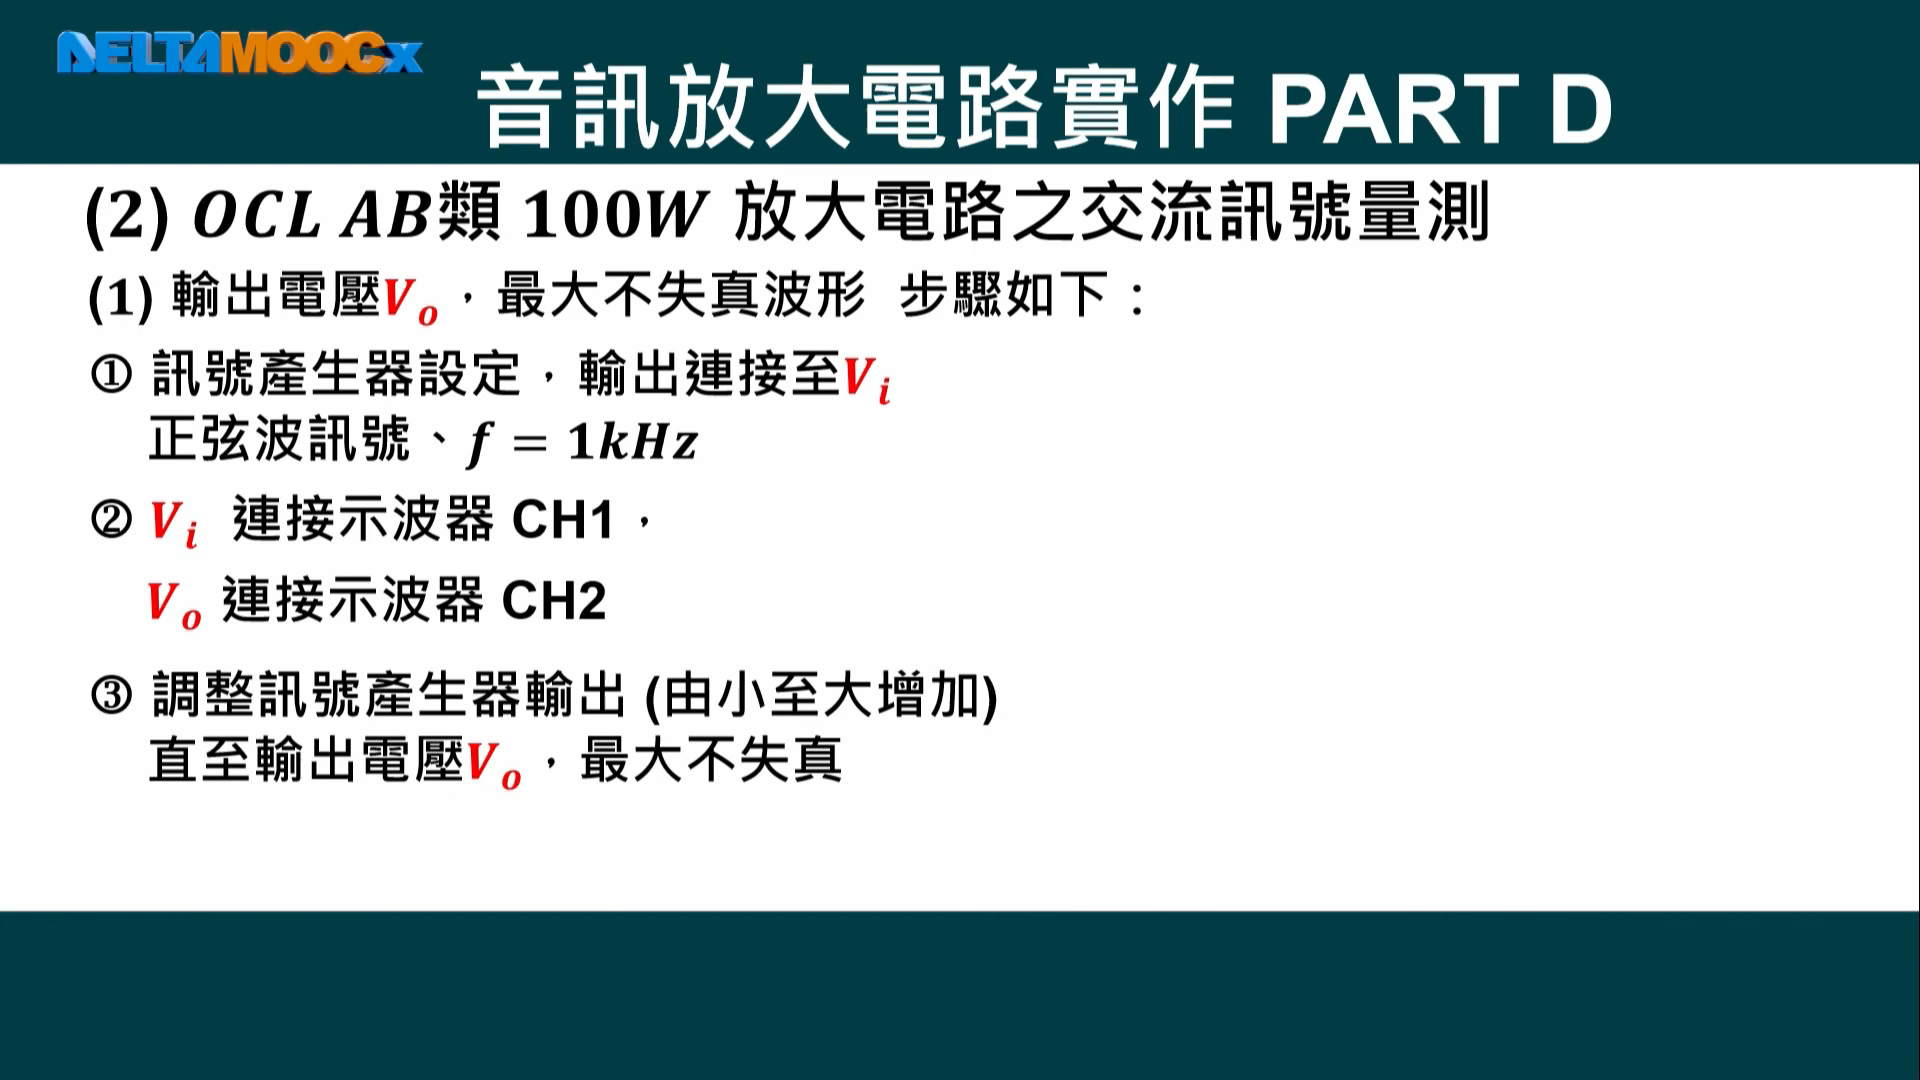 DELTAMOOCx
音訊放大電路實作 PART D
(2) OCL AB類 100W 放大電路之交流訊號量測
(1) 輸出電壓Vo，最大不失真波形 步驟如下：
① 訊號產生器設定，輸出連接至Vi
正弦波訊號、f = 1kHz
② Vi 連接示波器 CH1，
Vo 連接示波器 CH2
③ 調整訊號產生器輸出 (由小至大增加)
直至輸出電壓Vo，最大不失真